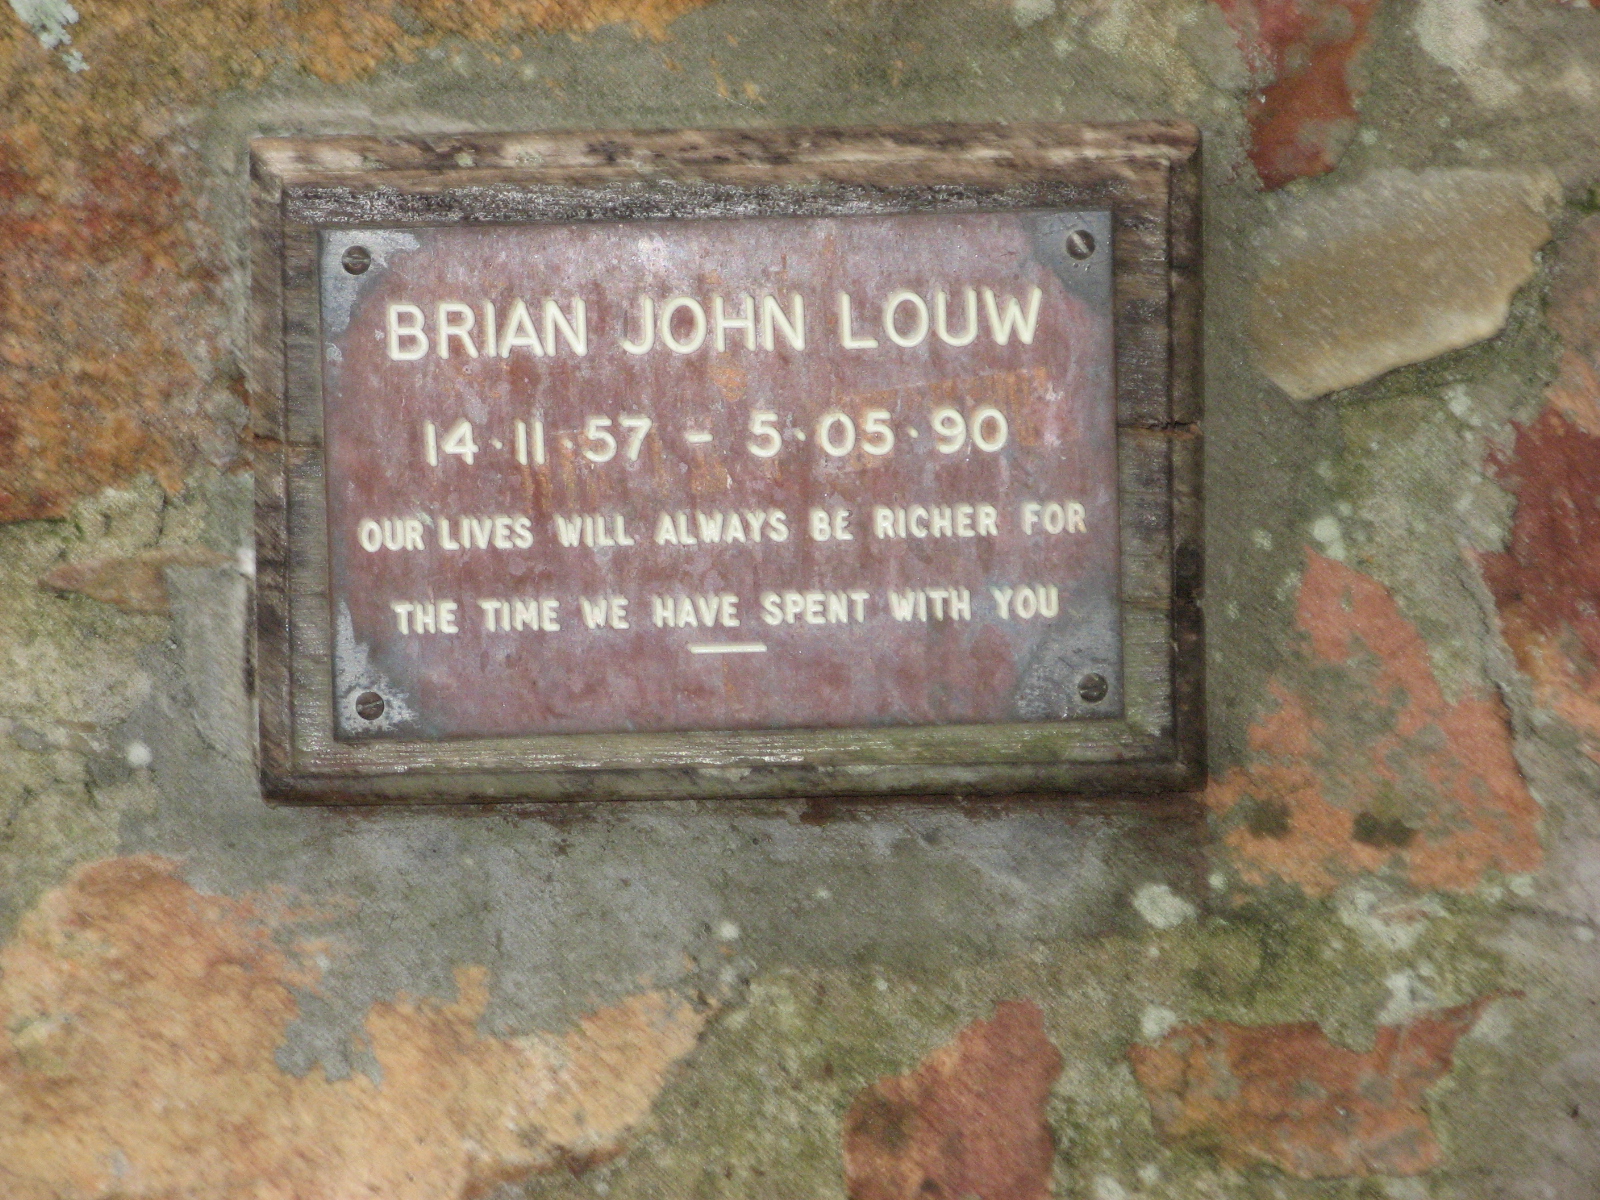 BRIAN JOHN LOUW
14·11·57 - 5·05·90
OUR LIVES WILL ALWAYS BE RICHER FOR
THE TIME WE HAVE SPENT WITH YOU